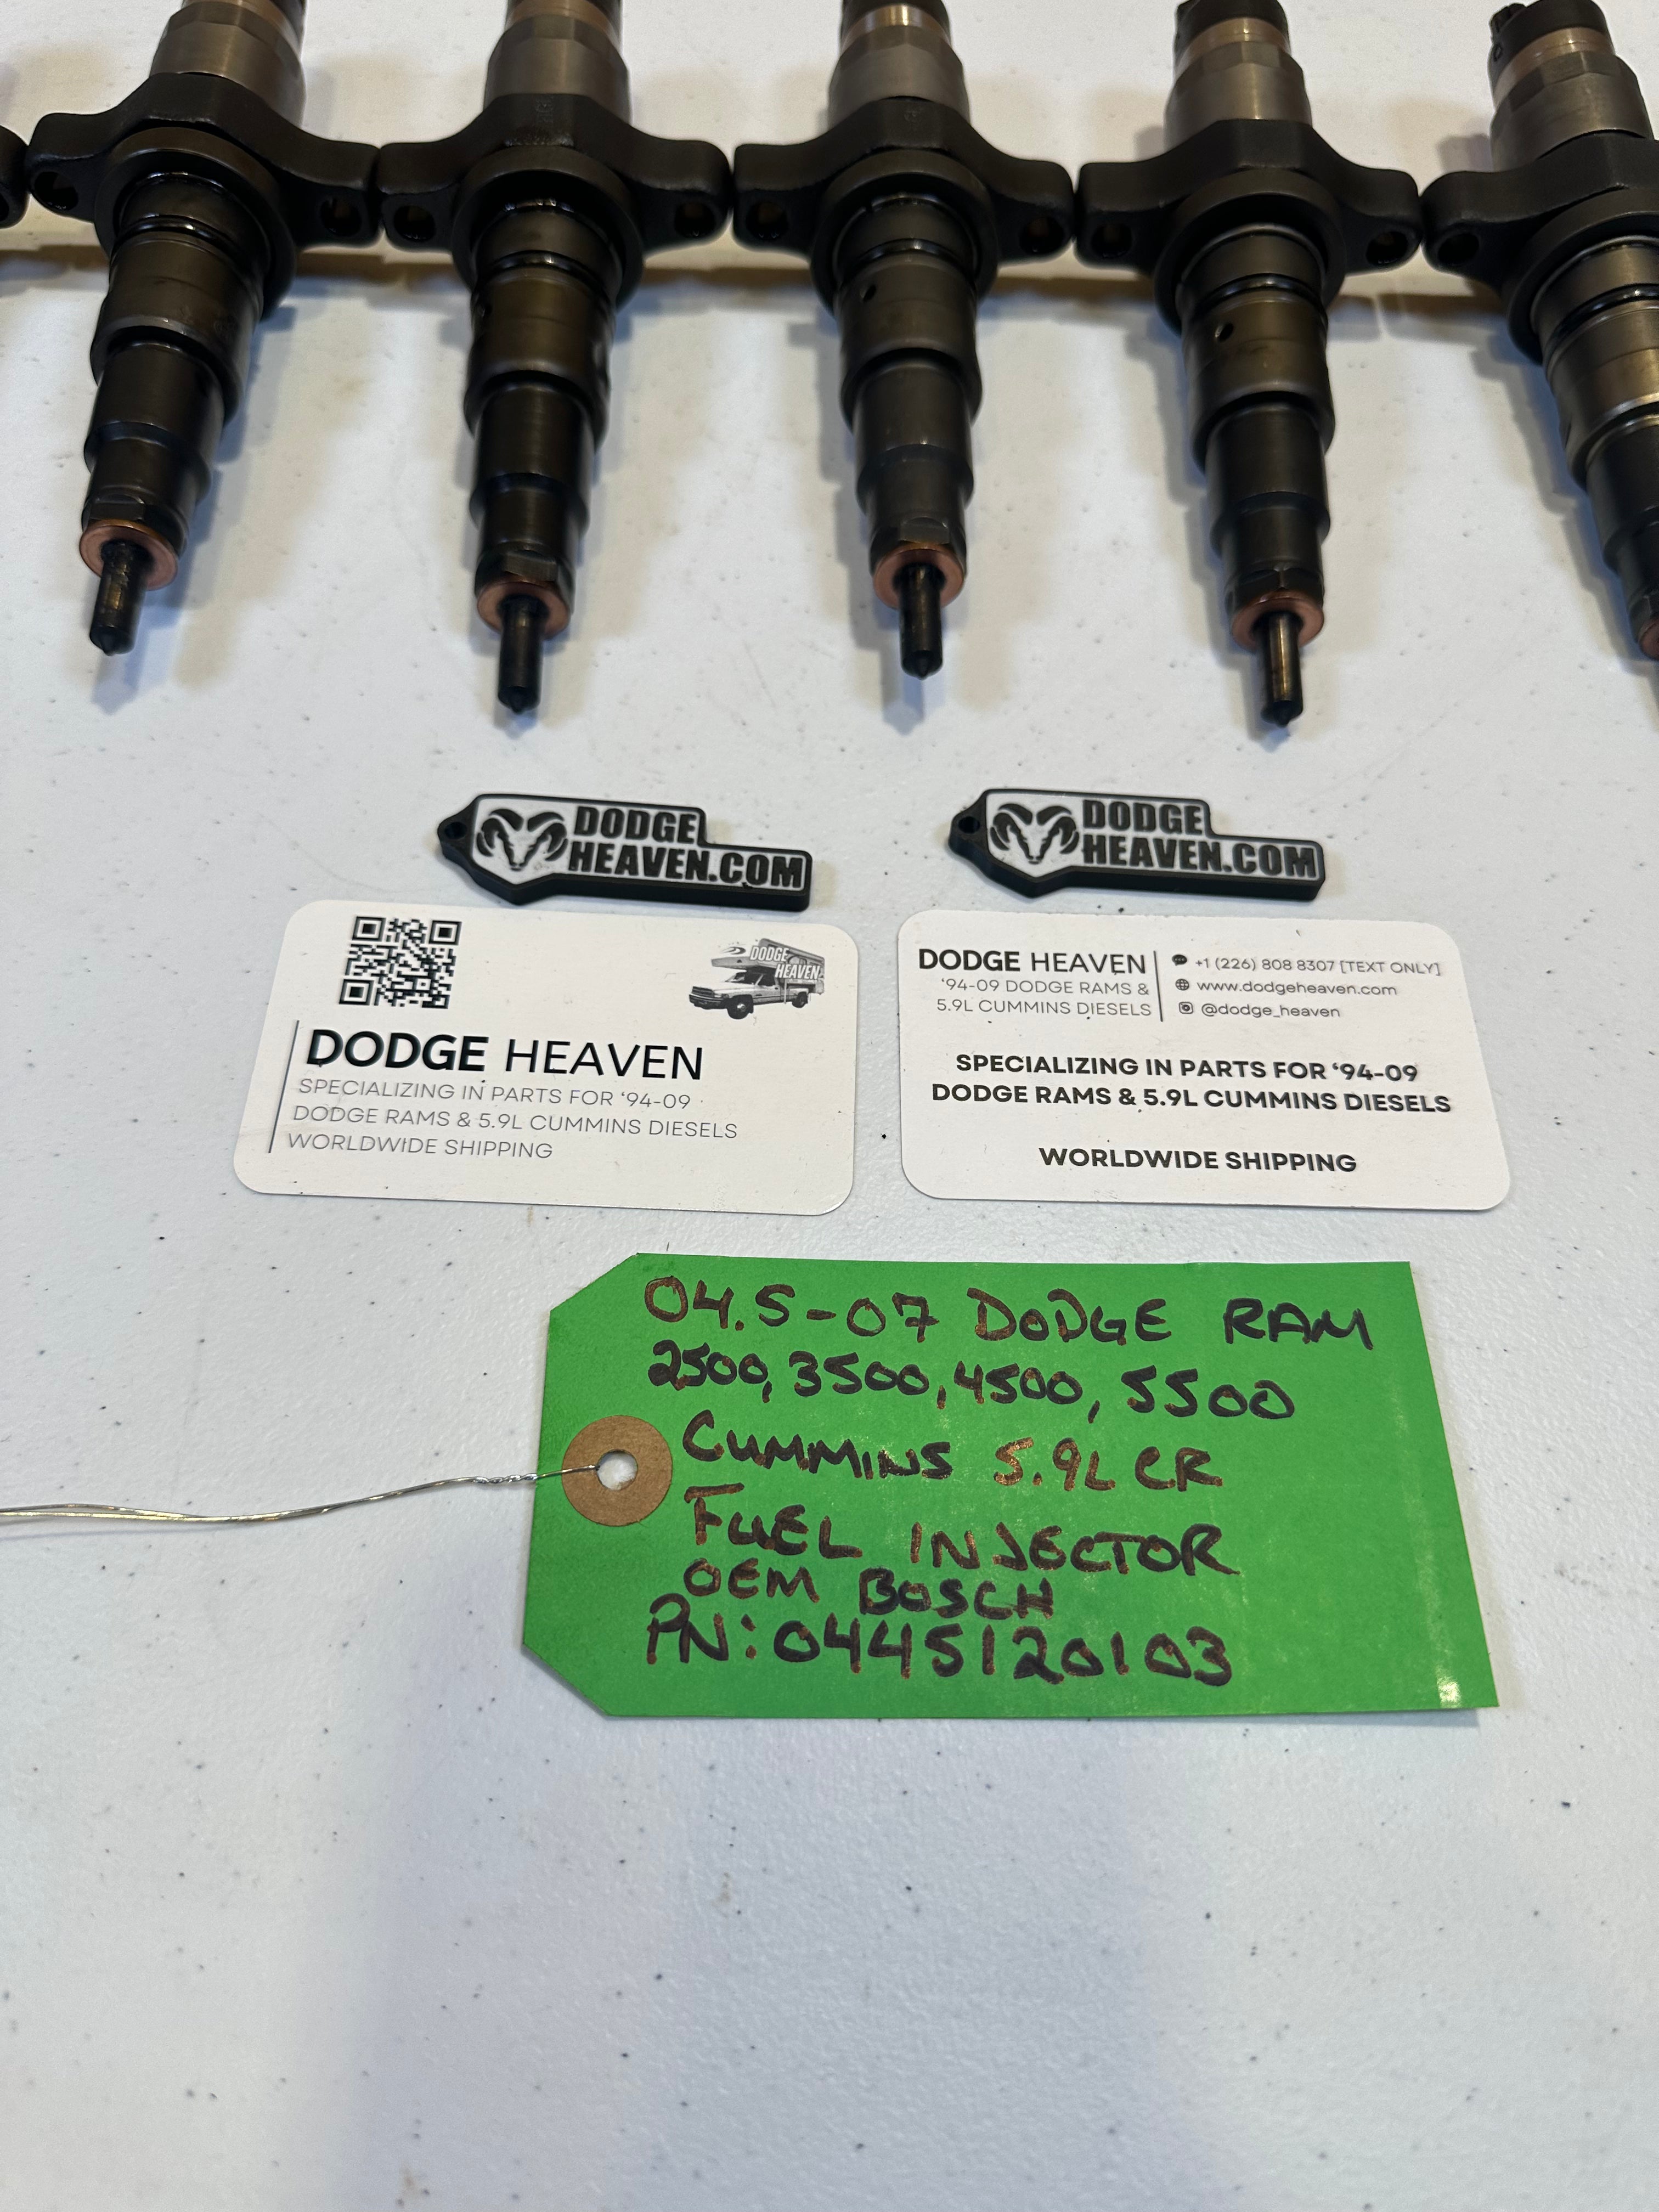 DODGE
HEAVEN.COM
DODGE
HEAVEN.COM
DODGE
HEAVEN
DODGE HEAVEN
SPECIALIZING IN PARTS FOR ‘94-09
DODGE RAMS & 5.9L CUMMINS DIESELS
WORLDWIDE SHIPPING
DODGE HEAVEN
‘94-09 DODGE RAMS &
5.9L CUMMINS DIESELS
+1 (226) 808 8307 [TEXT ONLY]
www.dodgeheaven.com
@dodge_heaven
SPECIALIZING IN PARTS FOR ‘94-09
DODGE RAMS & 5.9L CUMMINS DIESELS
WORLDWIDE SHIPPING
04.5-07 DODGE RAM
2500, 3500, 4500, 5500
CUMMINS 5.9L CR
FUEL INJECTOR
OEM BOSCH
PN: 0445120103